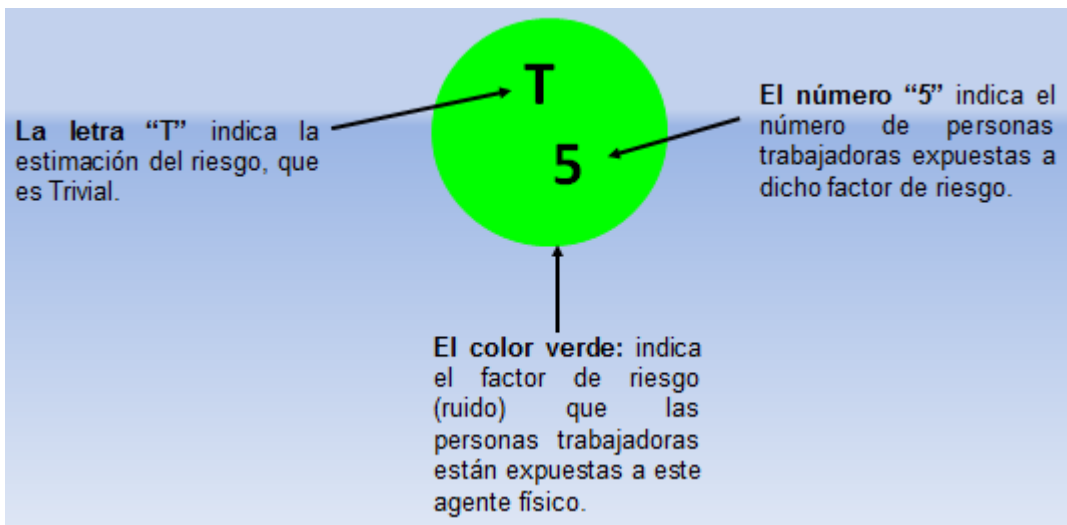 T
5
La letra “T” indica la
estimación del riesgo, que
es Trivial.
El número “5” indica el
número de personas
trabajadoras expuestas a
dicho factor de riesgo.
El color verde: indica
el factor de riesgo
(ruido) que las
personas trabajadoras
están expuestas a este
agente físico.